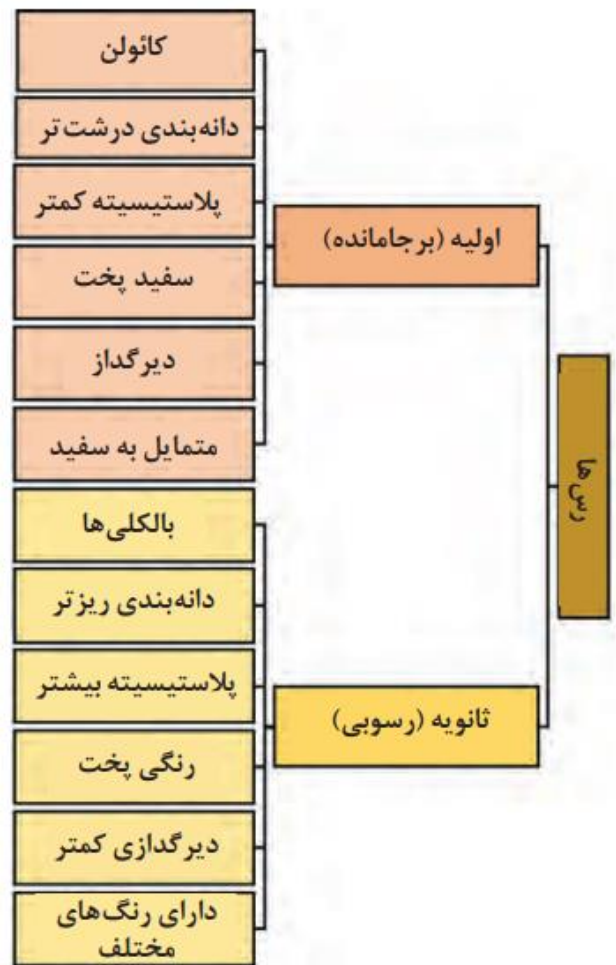 رس‌ها
اولیه (برجامانده)
کائولن
دانه‌بندی درشت‌تر
پلاستیسیته کمتر
سفید پخت
دیرگداز
متمایل به سفید
ثانویه (رسوبی)
بالکلی‌ها
دانه‌بندی ریزتر
پلاستیسیته بیشتر
رنگی پخت
دیرگدازی کمتر
دارای رنگ‌های
مختلف